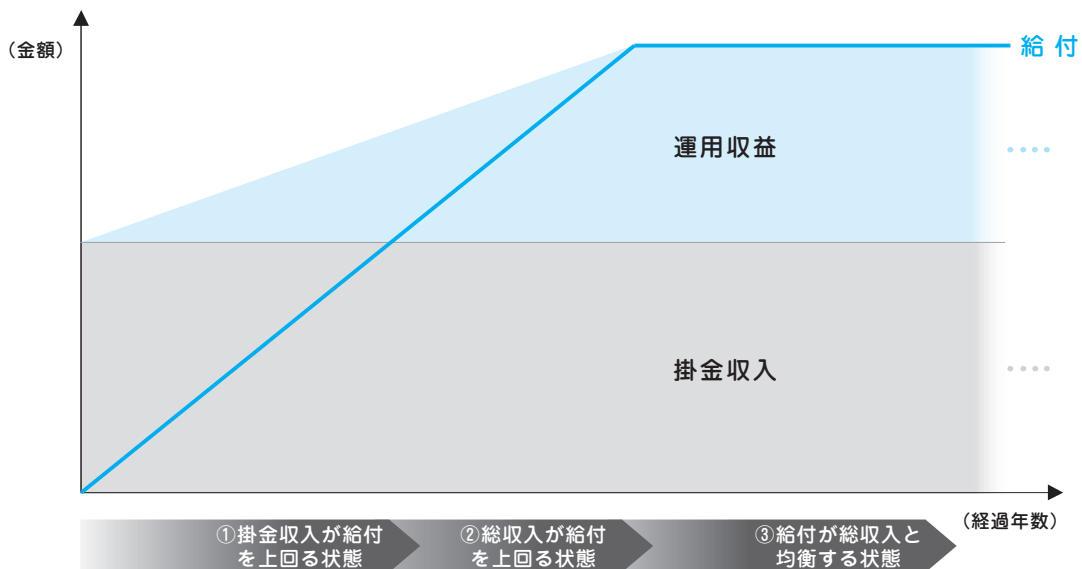 （金額）
給 付
運用収益
掛金収入
（経過年数）
①掛金収入が給付
を上回る状態
②総収入が給付
を上回る状態
③給付が総収入と
均衡する状態